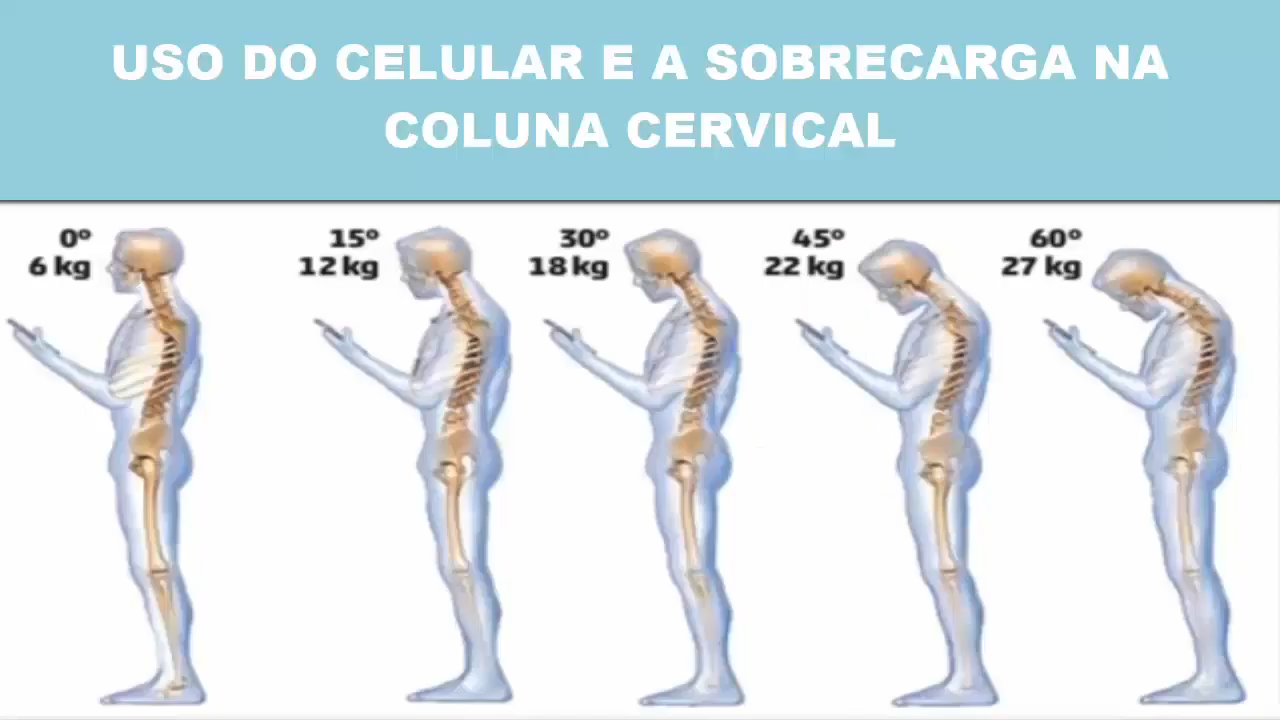 USO DO CELULAR E A SOBRECARGA NA
COLUNA CERVICAL
0º
6 kg
15º
12 kg
30º
18 kg
45º
22 kg
60º
27 kg